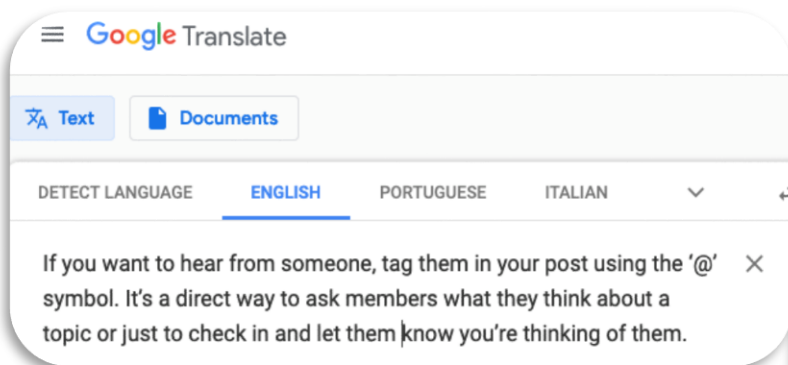 Google Translate
Text Documents
DETECT LANGUAGE ENGLISH PORTUGUESE ITALIAN
If you want to hear from someone, tag them in your post using the ‘@’
symbol. It’s a direct way to ask members what they think about a
topic or just to check in and let them know you’re thinking of them.